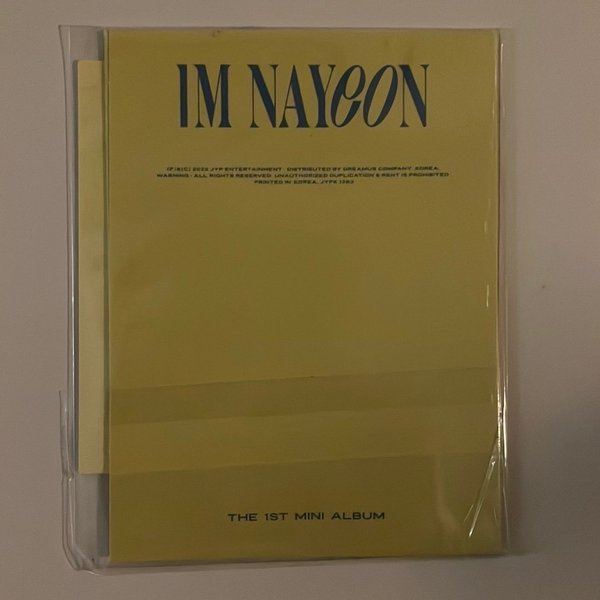 IM NAYEON
(P)&(C) 2022 JYP ENTERTAINMENT. DISTRIBUTED BY DREAMUS COMPANY. KOREA.
WARNING : ALL RIGHTS RESERVED. UNAUTHORIZED DUPLICATION & RENT IS PROHIBITED
PRINTED IN KOREA. JYPK 1383
THE 1ST MINI ALBUM